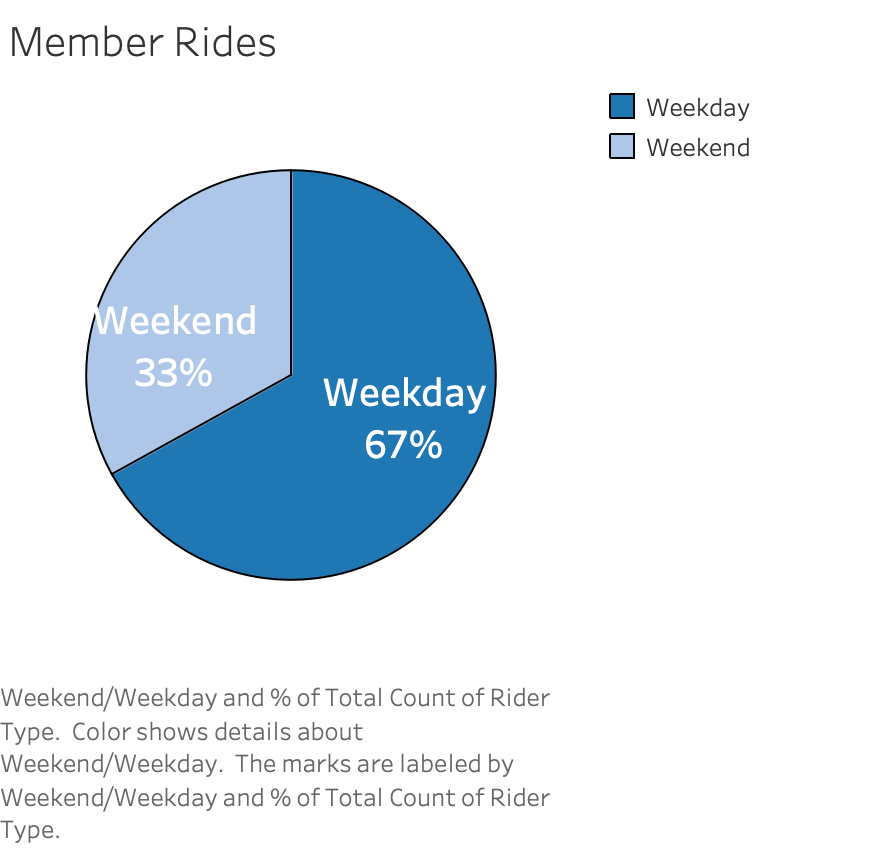 Member Rides
Weekday
Weekend
Weekend
33%
Weekday
67%
Weekend/Weekday and % of Total Count of Rider
Type.  Color shows details about
Weekend/Weekday.  The marks are labeled by
Weekend/Weekday and % of Total Count of Rider
Type.